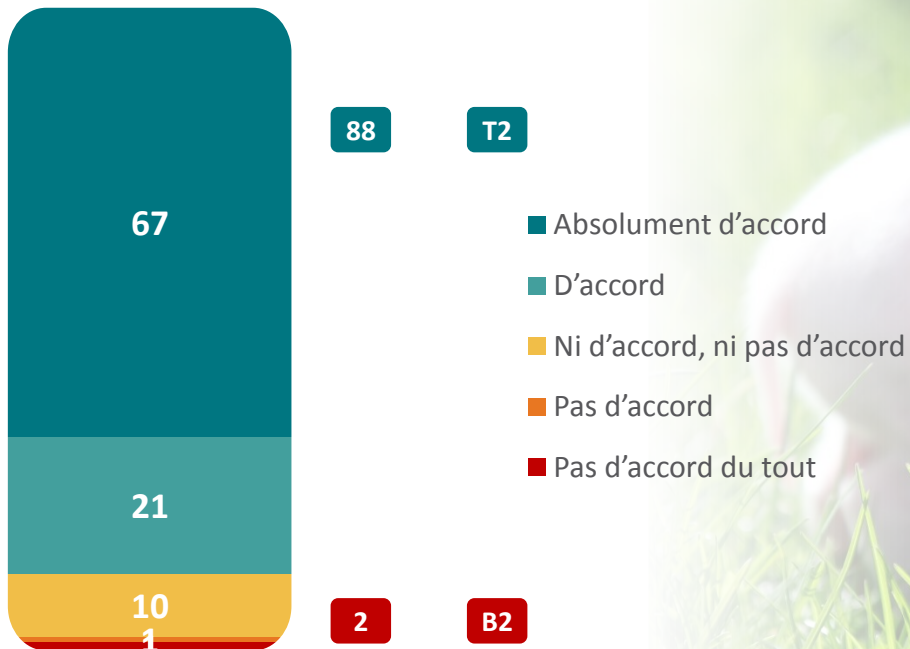 88 T2
67
Absolument d'accord
D'accord
Ni d'accord, ni pas d'accord
Pas d'accord
Pas d'accord du tout
21
10
1
2 B2